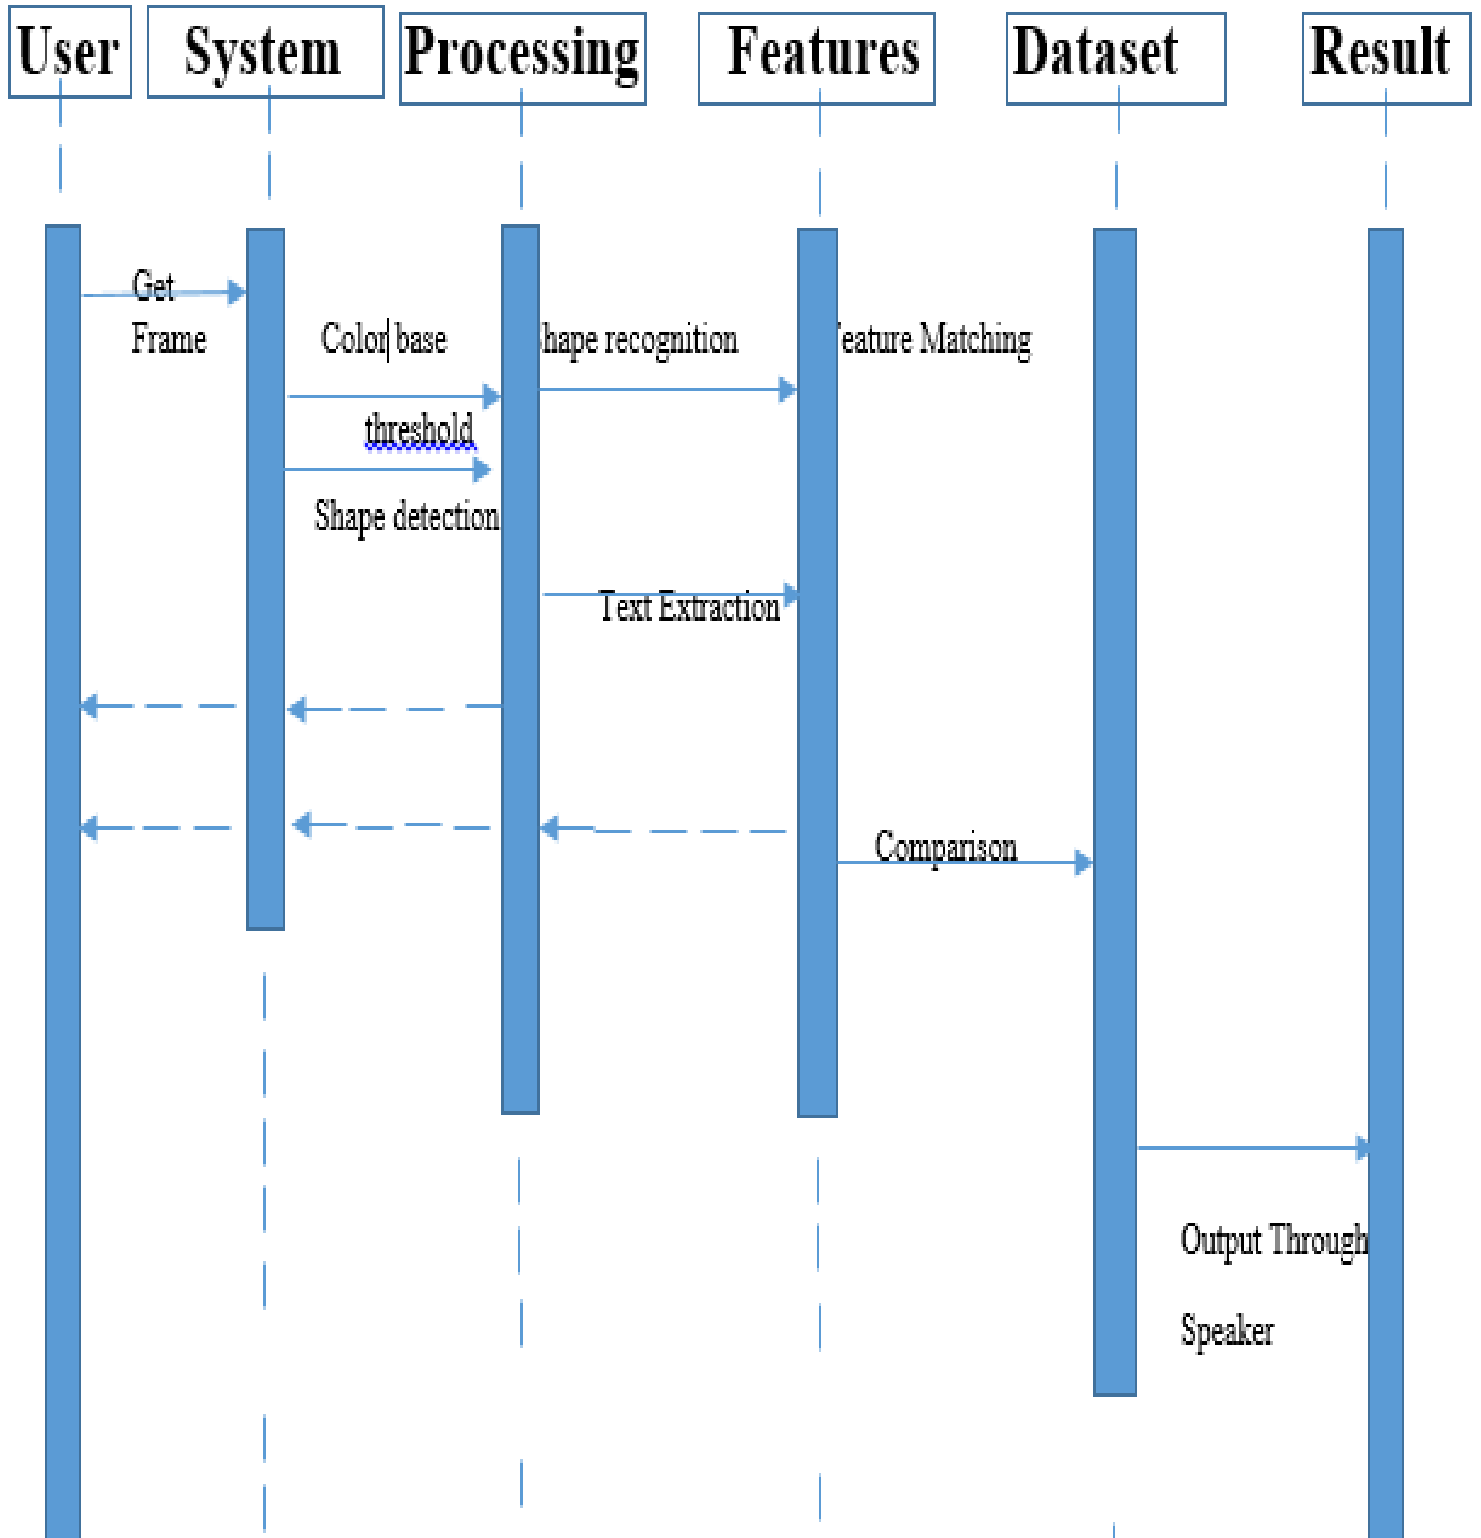 User System Processing Features Dataset Result
Get
Frame
Color base
hape recognition
eature Matching
threshold
Shape detection
Text Extraction
Comparison
Output Through
Speaker